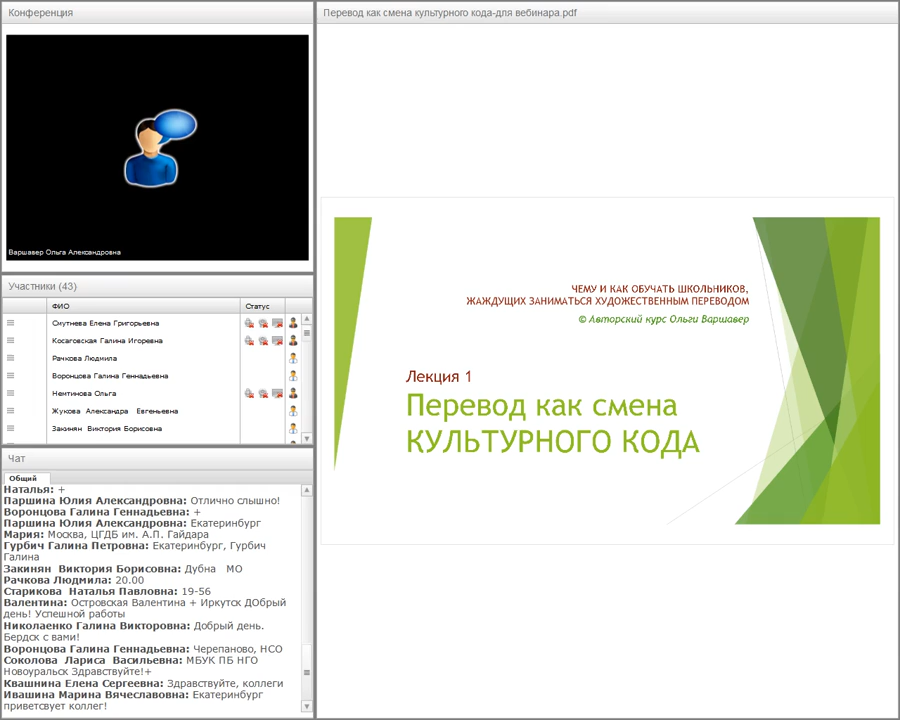 Конференция
Варшавер Ольга Александровна
Участники (43)
ФИО Статус
Смутнева Елена Григорьевна
Косаговская Галина Игоревна
Рачкова Людмила
Воронцова Галина Геннадьевна
Немтинова Ольга
Жукова Александра Евгеньевна
Закинян Виктория Борисовна
Чат
Общий
Наталья: +
Паршина Юлия Александровна: Отлично слышно!
Воронцова Галина Геннадьевна: +
Паршина Юлия Александровна: Екатеринбург
Мария: Москва, ЦГДБ им. А.П. Гайдара
Гурбич Галина Петровна: Екатеринбург, Гурбич
Галина
Закинян Виктория Борисовна: Дубна МО
Рачкова Людмила: 20.00
Старикова Наталья Павловна: 19-56
Валентина: Островская Валентина + Иркутск ДОбрый
день! Успешной работы
Николаенко Галина Викторовна: Добрый день.
Бердск с вами!
Воронцова Галина Геннадьевна: Черепаново, НСО
Соколова Лариса Васильевна: МБУК ПБ НГО
Новоуральск Здравствуйте!+
Квашнина Елена Сергеевна: Здравствуйте, коллеги
Ивашина Марина Вячеславовна: Екатеринбург
приветсвует коллег!
Перевод как смена культурного кода-для вебинара.pdf
ЧЕМУ И КАК ОБУЧАТЬ ШКОЛЬНИКОВ,
ЖАЖДУЩИХ ЗАНИМАТЬСЯ ХУДОЖЕСТВЕННЫМ ПЕРЕВОДОМ
© Авторский курс Ольги Варшавер
Лекция 1
Перевод как смена
КУЛЬТУРНОГО КОДА